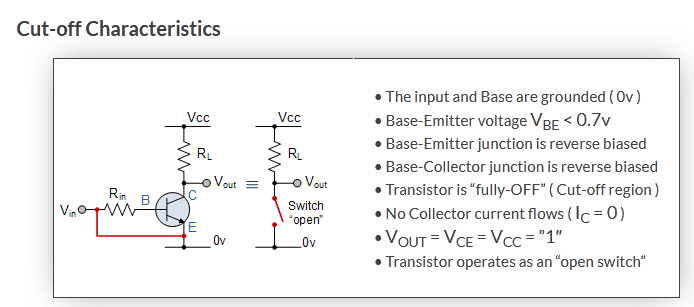 Cut-off Characteristics
Vcc
Vcc
RL
RL
Vout
≡
Vout
Rin
B
C
Vin
Switch
"open"
E
0v
0v
• The input and Base are grounded ( 0v )
• Base-Emitter voltage VBE < 0.7v
• Base-Emitter junction is reverse biased
• Base-Collector junction is reverse biased
• Transistor is “fully-OFF” ( Cut-off region )
• No Collector current flows ( IC = 0 )
• VOUT = VCE = VCC = ”1″
• Transistor operates as an “open switch”